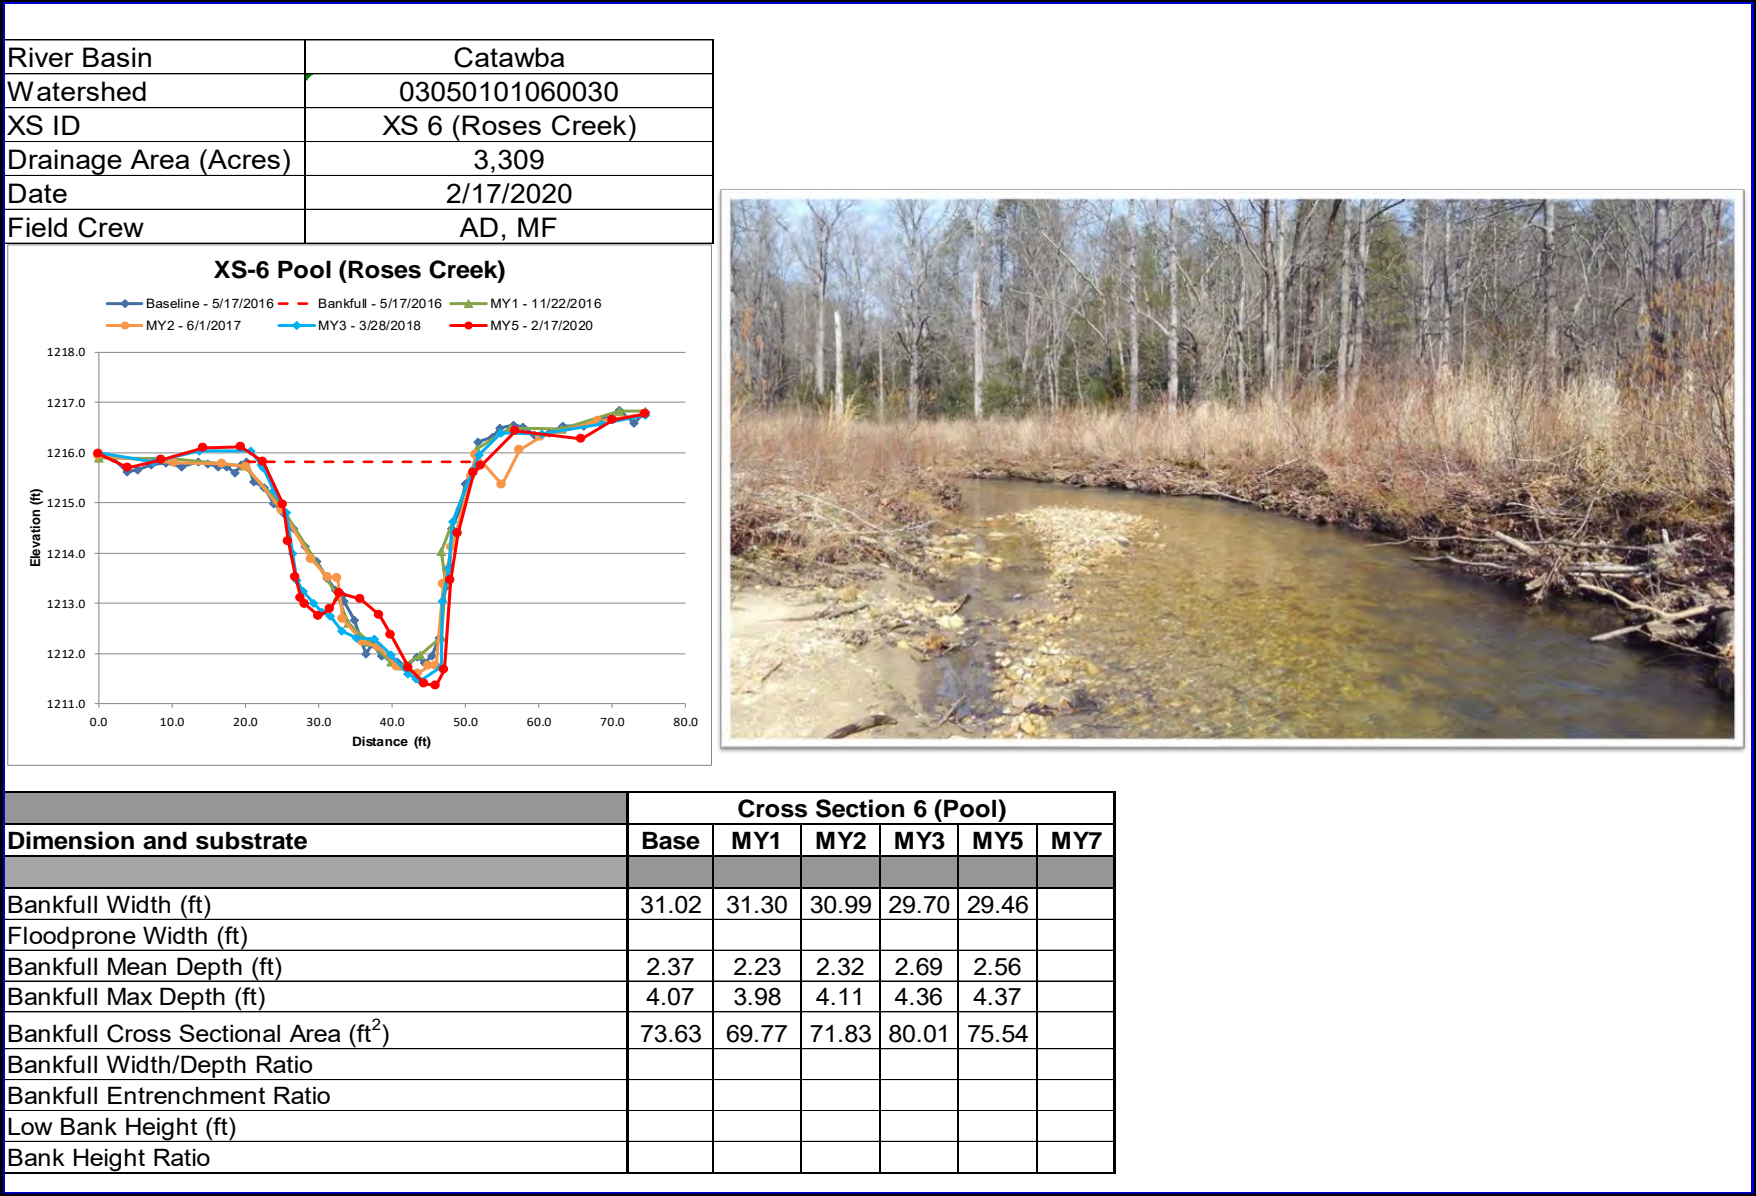 River Basin Catawba
Watershed 03050101060030
XS ID XS 6 (Roses Creek)
Drainage Area (Acres) 3,309
Date 2/17/2020
Field Crew AD, MF
XS-6 Pool (Roses Creek)
Baseline - 5/17/2016 Bankfull - 5/17/2016 MY1 - 11/22/2016
MY2 - 6/1/2017 MY3 - 3/28/2018 MY5 - 2/17/2020
1218.0
1217.0
1216.0
1215.0
1214.0
1213.0
1212.0
1211.0
Elevation (ft)
0.0 10.0 20.0 30.0 40.0 50.0 60.0 70.0 80.0
Distance (ft)
Cross Section 6 (Pool)
Dimension and substrate Base MY1 MY2 MY3 MY5 MY7
Bankfull Width (ft) 31.02 31.30 30.99 29.70 29.46
Floodprone Width (ft)
Bankfull Mean Depth (ft) 2.37 2.23 2.32 2.69 2.56
Bankfull Max Depth (ft) 4.07 3.98 4.11 4.36 4.37
Bankfull Cross Sectional Area (ft2) 73.63 69.77 71.83 80.01 75.54
Bankfull Width/Depth Ratio
Bankfull Entrenchment Ratio
Low Bank Height (ft)
Bank Height Ratio